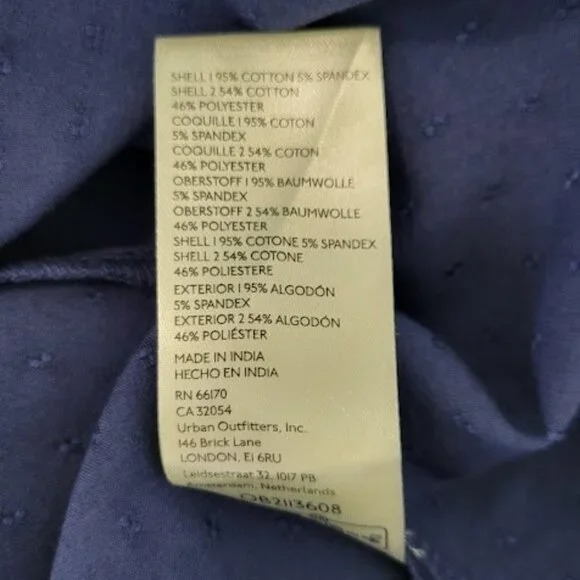 SHELL 1 95% COTTON 5% SPANDEX
SHELL 2 54% COTTON
46% POLYESTER
COQUILLE 1 95% COTON
5% SPANDEX
COQUILLE 2 54% COTON
46% POLYESTER
OBERSTOFF 1 95% BAUMWOLLE
5% SPANDEX
OBERSTOFF 2 54% BAUMWOLLE
46% POLYESTER
SHELL 1 95% COTONE 5% SPANDEX
SHELL 2 54% COTONE
46% POLIESTERE
EXTERIOR 1 95% ALGODÓN
5% SPANDEX
EXTERIOR 2 54% ALGODÓN
46% POLIÉSTER
MADE IN INDIA
HECHO EN INDIA
RN 66170
CA 32054
Urban Outfitters, Inc.
146 Brick Lane
LONDON, E1 6RU
Leidsestraat 32, 1017 PB
Amsterdam, Netherlands
OB2113608